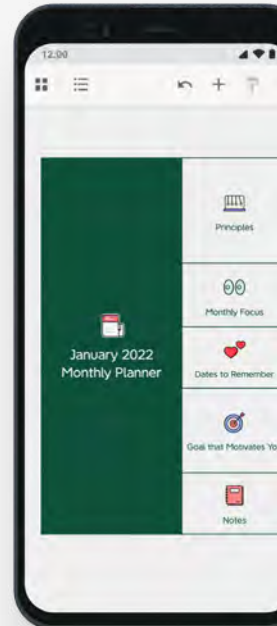 12:00
Principles
Monthly Focus
January 2022
Monthly Planner
Dates to Remember
Goal that Motivates Yo
Notes